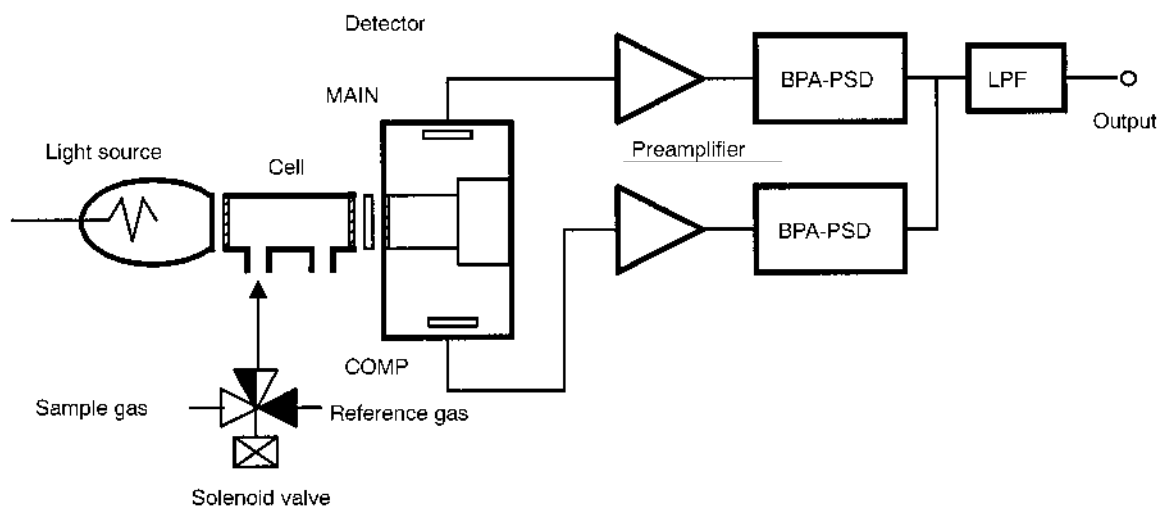 Detector
MAIN
BPA-PSD
LPF
Output
Light source
Cell
Preamplifier
BPA-PSD
COMP
Sample gas
Reference gas
Solenoid valve